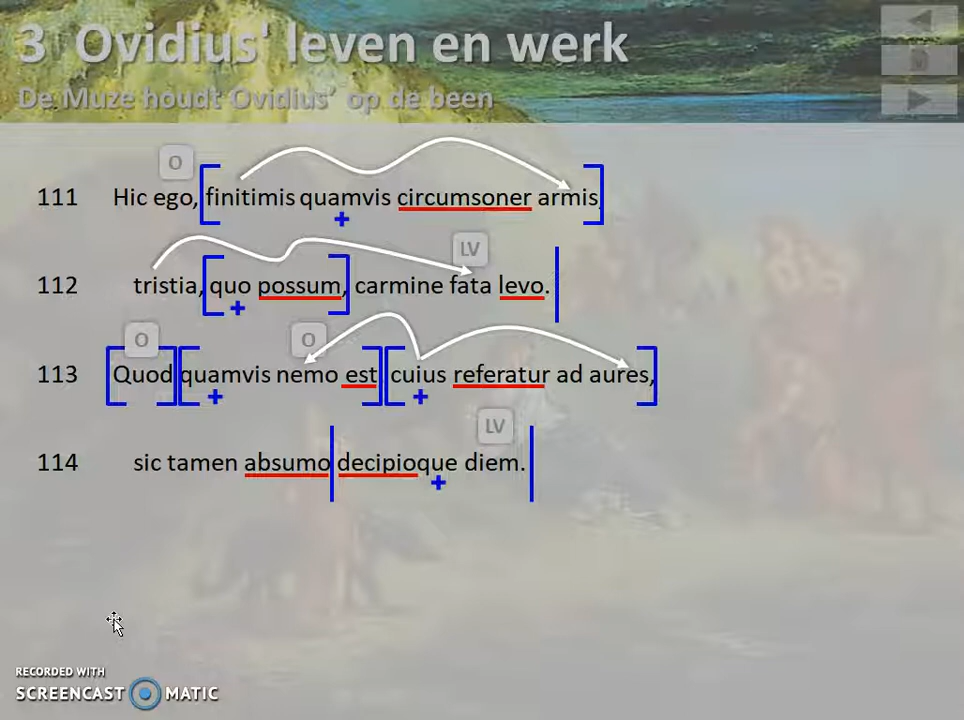 3 Ovidius' leven en werk
De Muze houdt Ovidius' op de been
O
111 Hic ego, finitimis quamvis circumsoner armis,
+
LV
112 tristia, quo possum, carmine fata levo.
+
O O
113 Quod quamvis nemo est cuius referatur ad aures,
+ +
LV
114 sic tamen absumo decipioque diem.
+
RECORDED WITH
SCREENCAST MATIC